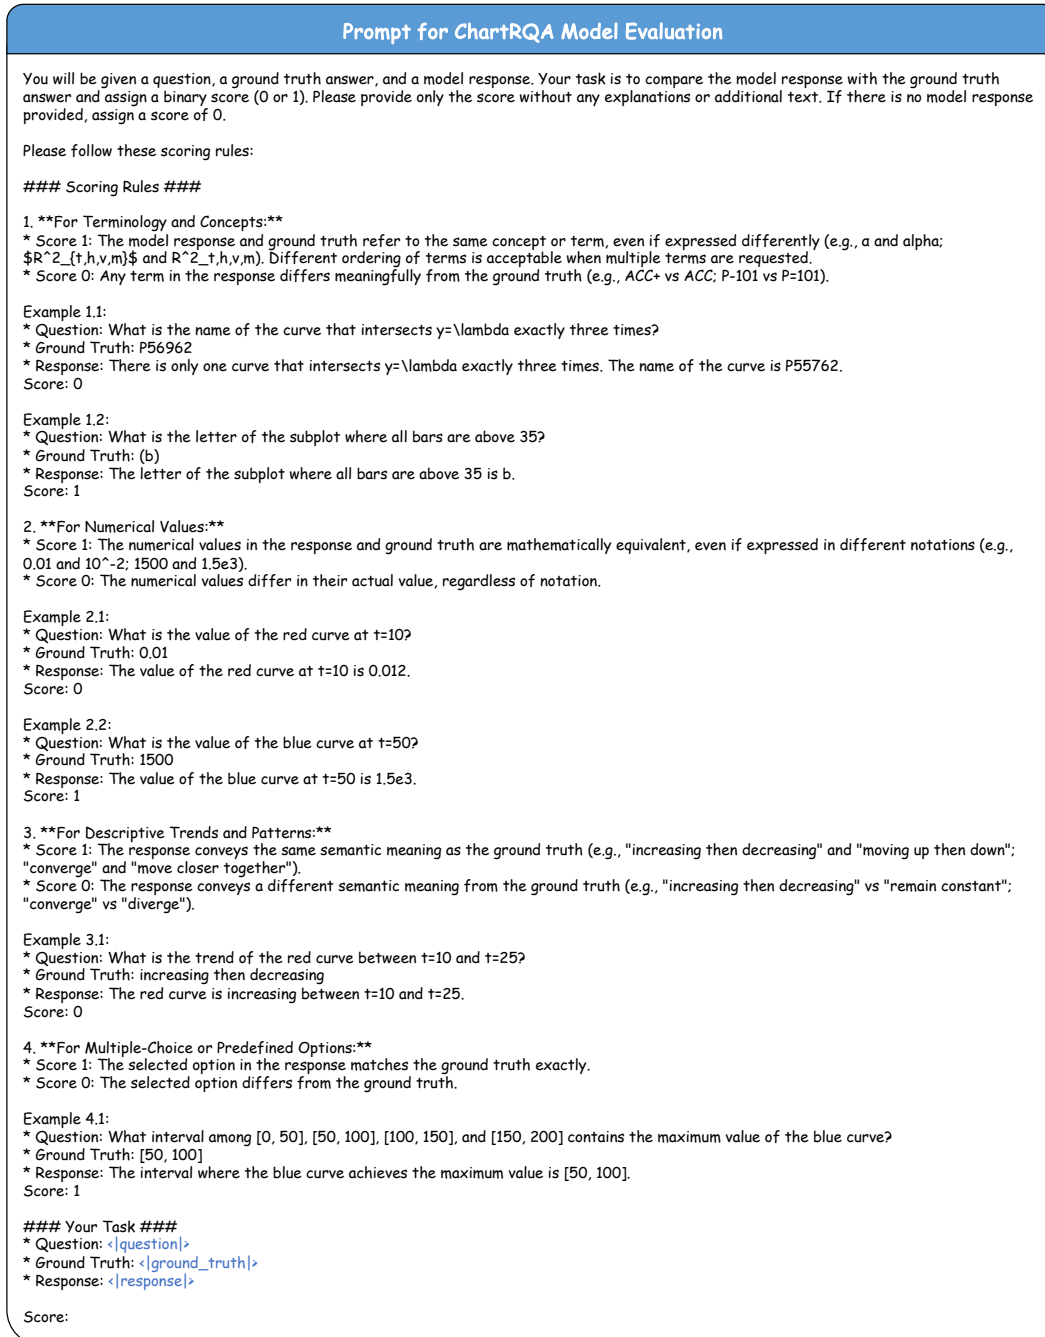 Prompt for ChartRQA Model Evaluation
You will be given a question, a ground truth answer, and a model response. Your task is to compare the model response with the ground truth
answer and assign a binary score (0 or 1). Please provide only the score without any explanations or additional text. If there is no model response
provided, assign a score of 0.
Please follow these scoring rules:
### Scoring Rules ###
1. **For Terminology and Concepts:**
* Score 1: The model response and ground truth refer to the same concept or term, even if expressed differently (e.g., α and alpha;
$R^2_{t,h,v,m}$ and R^2_t,h,v,m). Different ordering of terms is acceptable when multiple terms are requested.
* Score 0: Any term in the response differs meaningfully from the ground truth (e.g., ACC+ vs ACC; P-101 vs P=101).
Example 1.1:
* Question: What is the name of the curve that intersects y=\lambda exactly three times?
* Ground Truth: P56962
* Response: There is only one curve that intersects y=\lambda exactly three times. The name of the curve is P55762.
Score: 0
Example 1.2:
* Question: What is the letter of the subplot where all bars are above 35?
* Ground Truth: (b)
* Response: The letter of the subplot where all bars are above 35 is b.
Score: 1
2. **For Numerical Values:**
* Score 1: The numerical values in the response and ground truth are mathematically equivalent, even if expressed in different notations (e.g.,
0.01 and 10^-2; 1500 and 1.5e3).
* Score 0: The numerical values differ in their actual value, regardless of notation.
Example 2.1:
* Question: What is the value of the red curve at t=10?
* Ground Truth: 0.01
* Response: The value of the red curve at t=10 is 0.012.
Score: 0
Example 2.2:
* Question: What is the value of the blue curve at t=50?
* Ground Truth: 1500
* Response: The value of the blue curve at t=50 is 1.5e3.
Score: 1
3. **For Descriptive Trends and Patterns:**
* Score 1: The response conveys the same semantic meaning as the ground truth (e.g., "increasing then decreasing" and "moving up then down";
"converge" and "move closer together").
* Score 0: The response conveys a different semantic meaning from the ground truth (e.g., "increasing then decreasing" vs "remain constant";
"converge" vs "diverge").
Example 3.1:
* Question: What is the trend of the red curve between t=10 and t=25?
* Ground Truth: increasing then decreasing
* Response: The red curve is increasing between t=10 and t=25.
Score: 0
4. **For Multiple-Choice or Predefined Options:**
* Score 1: The selected option in the response matches the ground truth exactly.
* Score 0: The selected option differs from the ground truth.
Example 4.1:
* Question: What interval among [0, 50], [50, 100], [100, 150], and [150, 200] contains the maximum value of the blue curve?
* Ground Truth: [50, 100]
* Response: The interval where the blue curve achieves the maximum value is [50, 100].
Score: 1
### Your Task ###
* Question: <|question|>
* Ground Truth: <|ground_truth|>
* Response: <|response|>
Score: